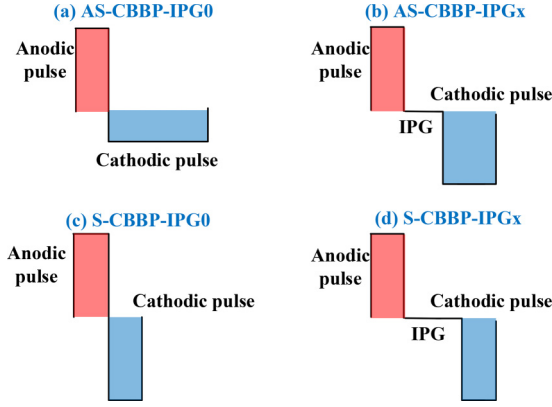 (a) AS-CBBP-IPG0
Anodic
pulse
Cathodic pulse
(b) AS-CBBP-IPGx
Anodic
pulse
Cathodic pulse
IPG
(c) S-CBBP-IPG0
Anodic
pulse
Cathodic pulse
(d) S-CBBP-IPGx
Anodic
pulse
Cathodic pulse
IPG